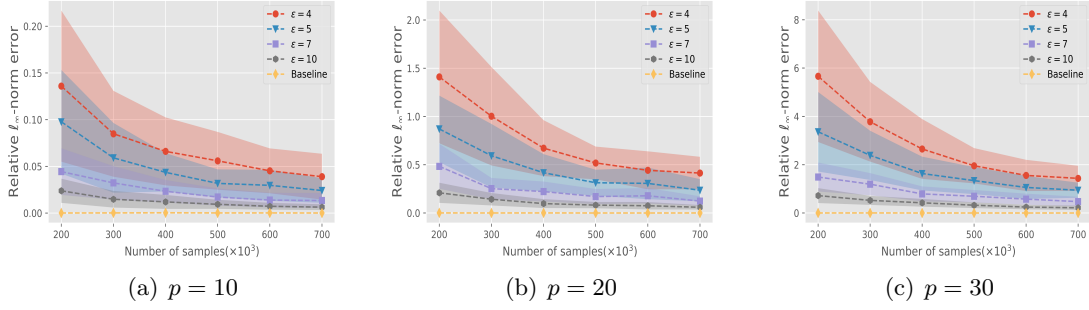 Relative ℓ∞-norm error
0.20
0.15
0.10
0.05
0.00
ε = 4
ε = 5
ε = 7
ε = 10
Baseline
200 300 400 500 600 700
Number of samples(×10³)
(a) p = 10
Relative ℓ∞-norm error
2.0
1.5
1.0
0.5
0.0
ε = 4
ε = 5
ε = 7
ε = 10
Baseline
200 300 400 500 600 700
Number of samples(×10³)
(b) p = 20
Relative ℓ∞-norm error
8
6
4
2
0
ε = 4
ε = 5
ε = 7
ε = 10
Baseline
200 300 400 500 600 700
Number of samples(×10³)
(c) p = 30